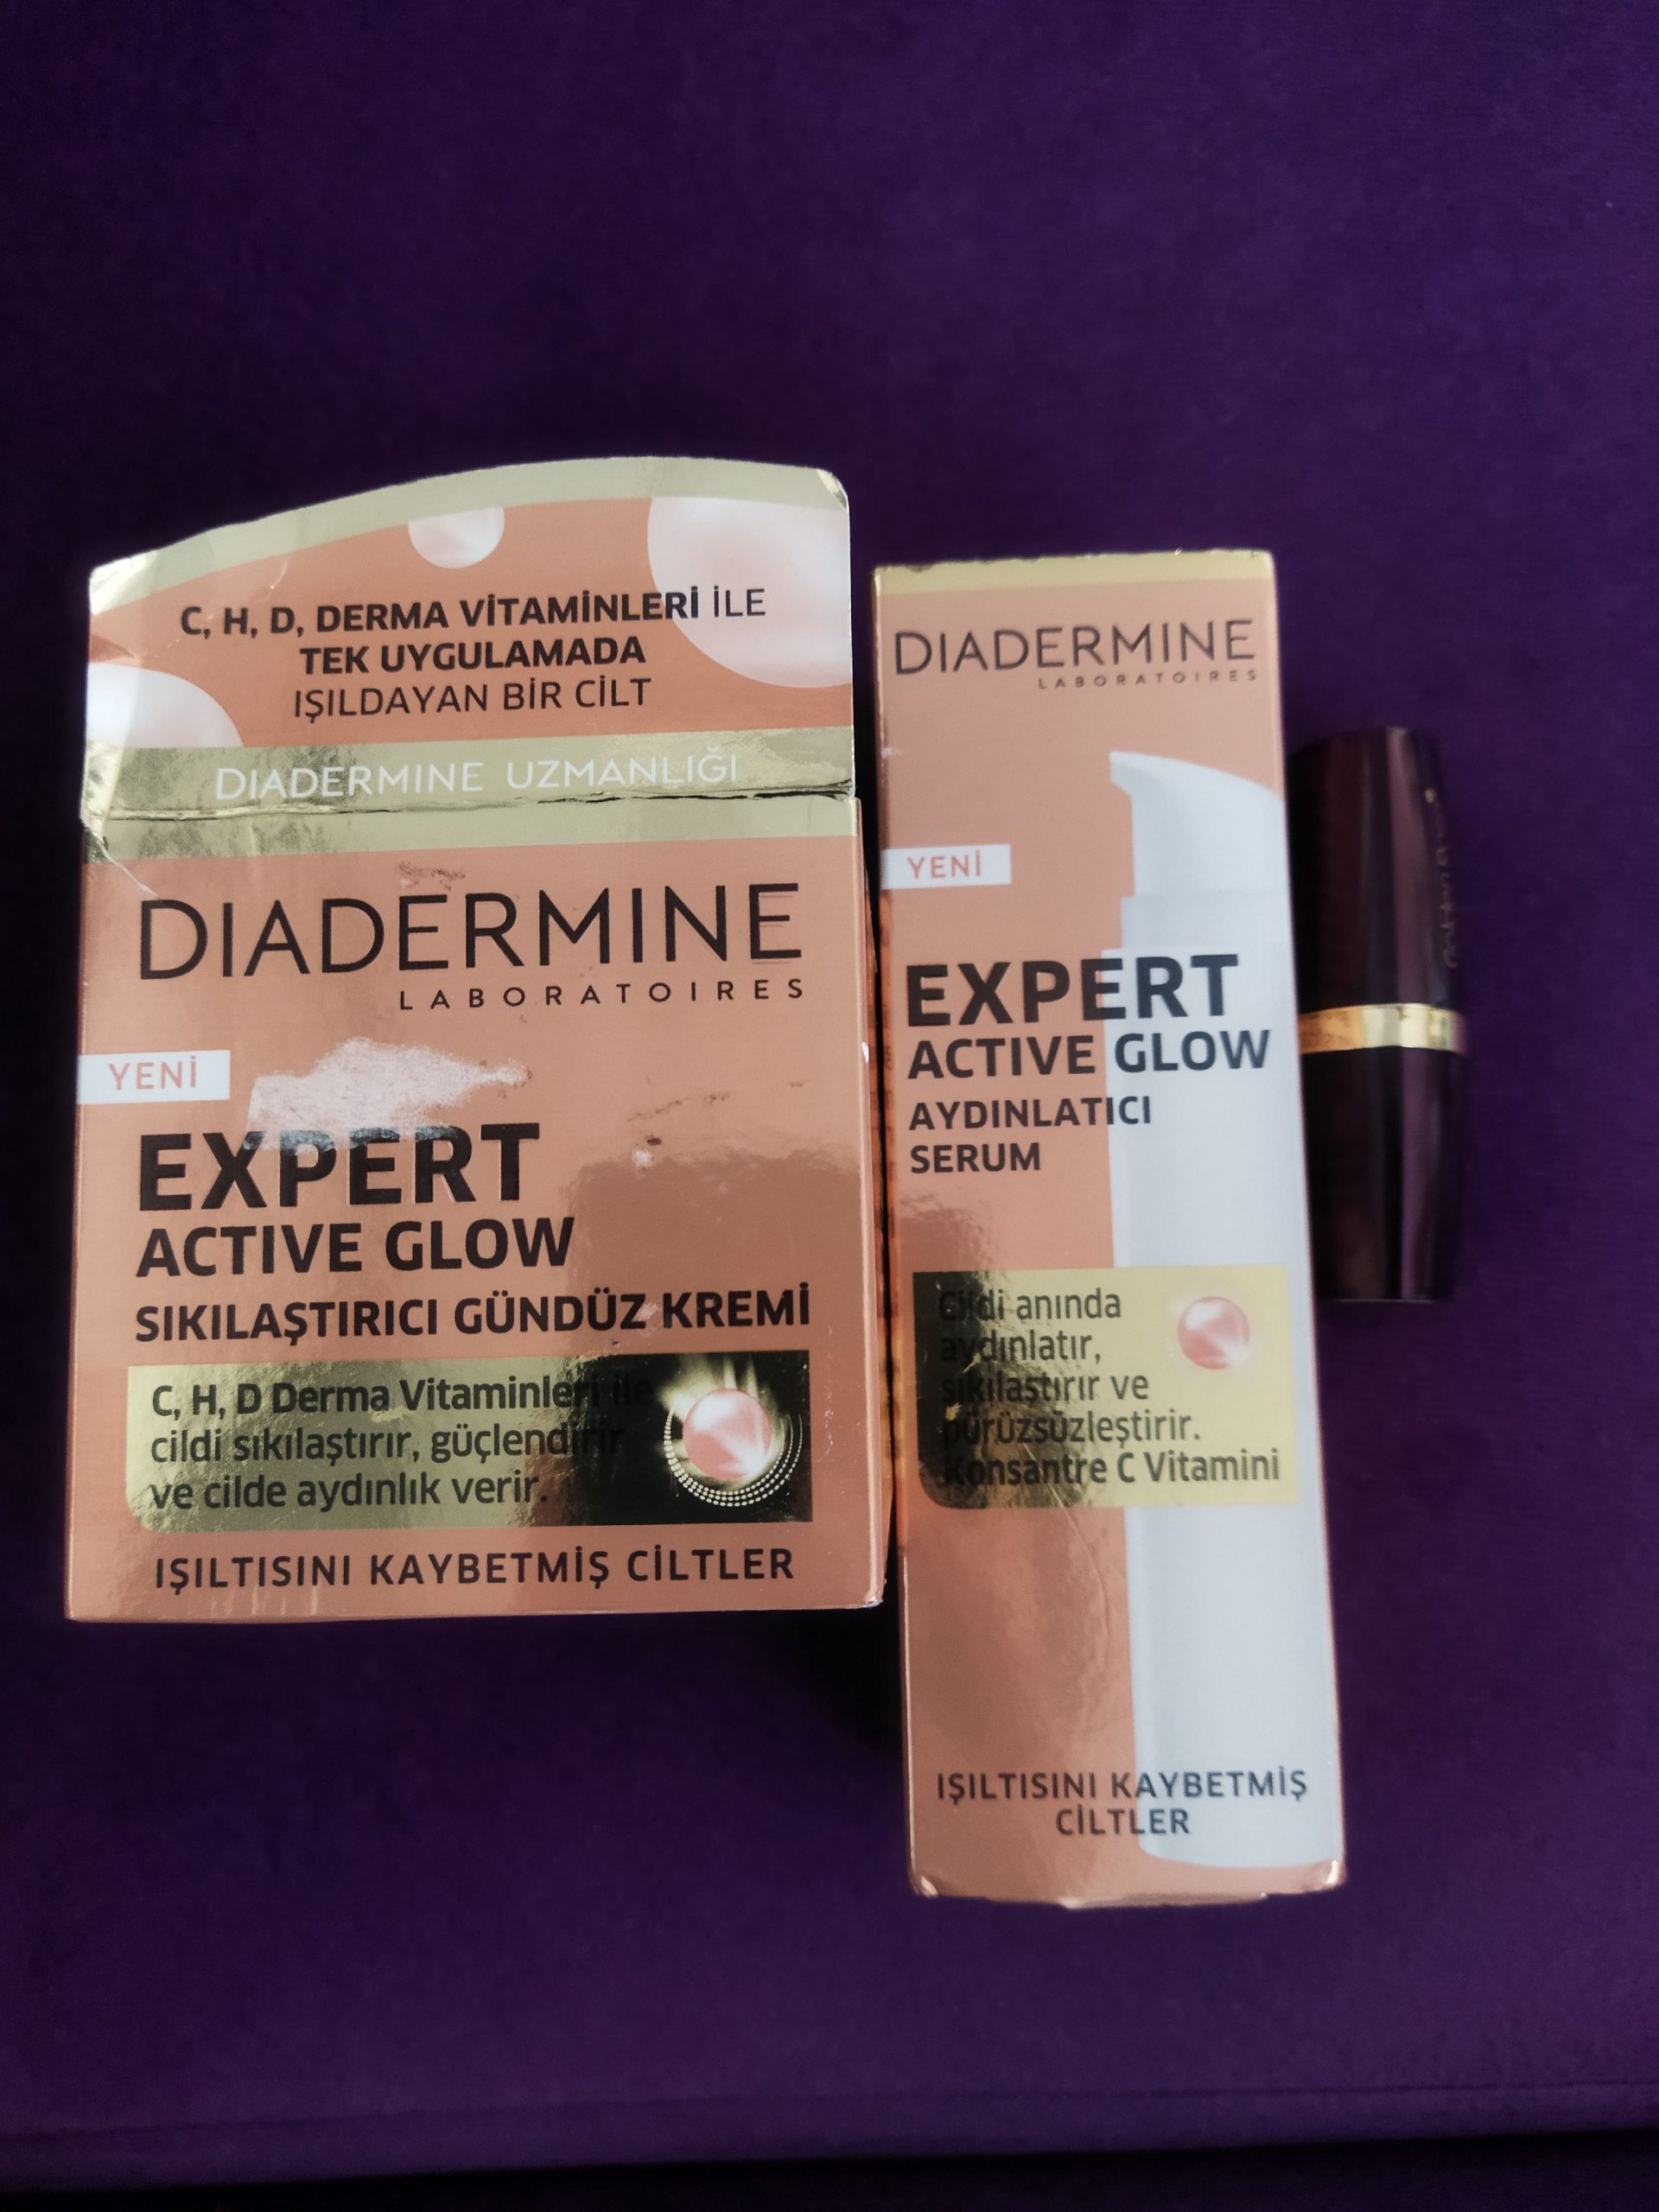 C, H, D, DERMA VİTAMİNLERİ İLE
TEK UYGULAMADA
IŞILDAYAN BİR CİLT
DIADERMINE UZMANLIĞI
DIADERMINE
LABORATOIRES
YENİ
EXPERT
ACTIVE GLOW
SIKILAŞTIRICI GÜNDÜZ KREMİ
C, H, D Derma Vitaminleri ile
cildi sıkılaştırır, güçlendirir
ve cilde aydınlık verir.
IŞILTISINI KAYBETMİŞ CİLTLER
DIADERMINE
LABORATOIRES
YENİ
EXPERT
ACTIVE GLOW
AYDINLATICI
SERUM
Cildi anında
aydınlatır,
sıkılaştırır ve
pürüzsüzleştirir.
Konsantre C Vitamini
IŞILTISINI KAYBETMİŞ
CİLTLER